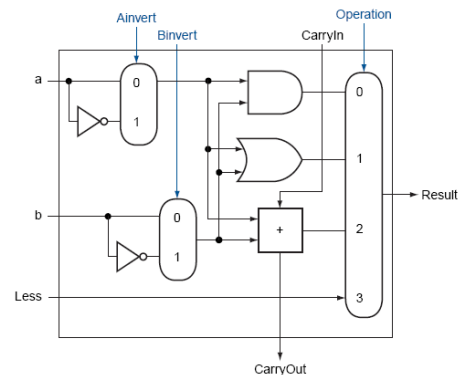 Operation
Ainvert
Binvert
CarryIn
a
0
0
1
1
b
0
2
Result
+
1
Less
3
CarryOut